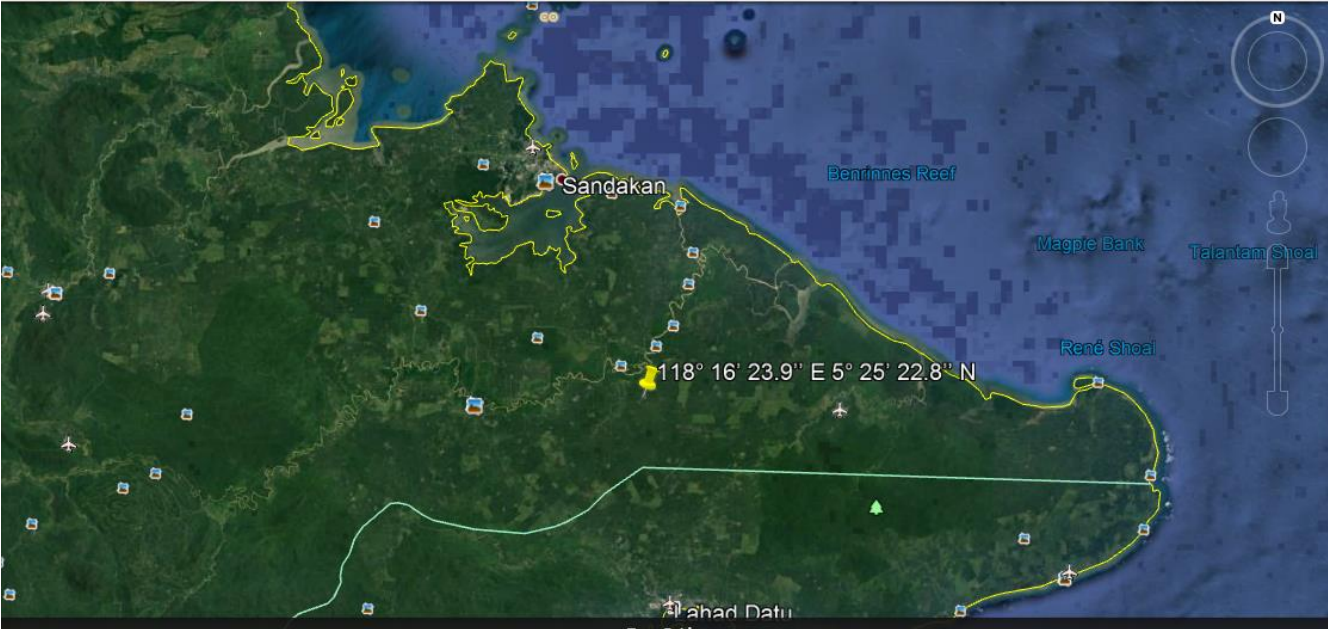 N
Benrinnes Reef
Sandakan
Magpie Bank
Talantam Shoal
René Shoal
118° 16' 23.9’’ E 5° 25' 22.8’’ N
Lahad Datu